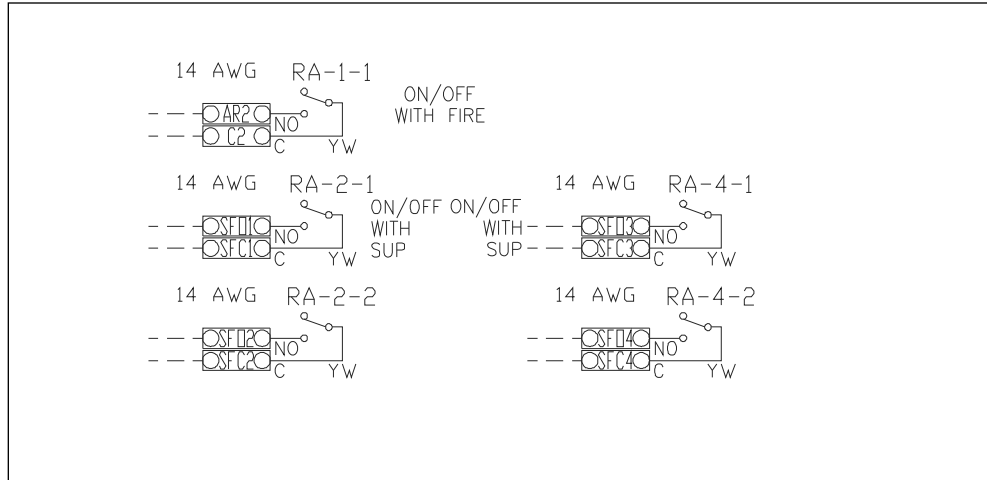 14 AWG RA-1-1
ON/OFF
WITH FIRE
AR2
NO
C2
C YW
14 AWG RA-2-1
ON/OFF
WITH
SUP
SFO1
NO
SFC1
C YW
14 AWG RA-4-1
ON/OFF
WITH
SUP
SFO3
NO
SFC3
C YW
14 AWG RA-2-2
SFO2
NO
SFC2
C YW
14 AWG RA-4-2
SFO4
NO
SFC4
C YW